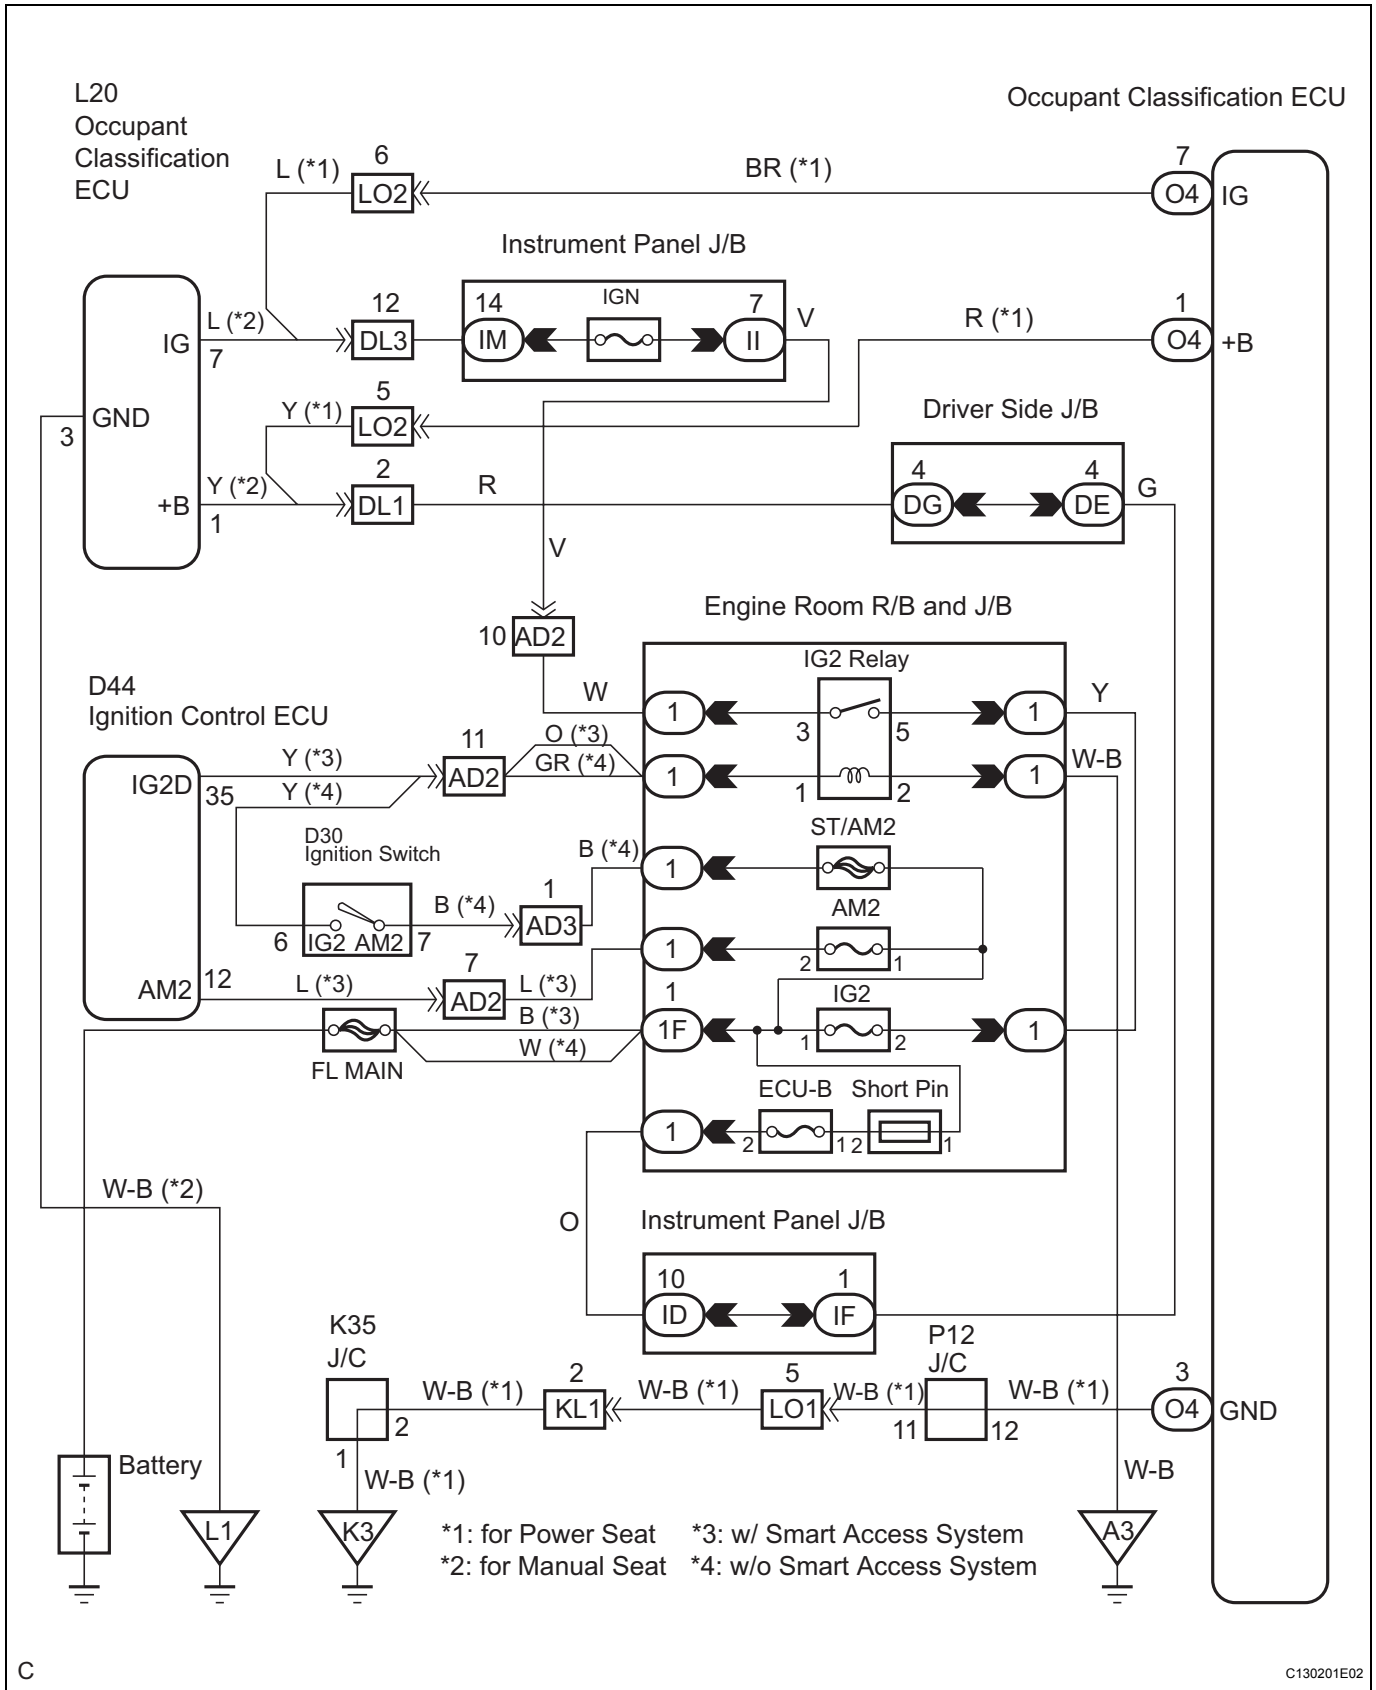 L20
Occupant
Classification
ECU
Occupant Classification ECU
L (*1)
6
LO2
BR (*1)
7
O4
IG
Instrument Panel J/B
L (*2)
IG
7
12
DL3
14
IM
IGN
7
II
V
R (*1)
1
O4
+B
5
Y (*1)
LO2
Driver Side J/B
GND
3
Y (*2)
+B
1
2
DL1
R
4
DG
4
DE
G
V
10
AD2
Engine Room R/B and J/B
IG2 Relay
D44
Ignition Control ECU
W
1
3
5
1
Y
IG2D
35
Y (*3)
Y (*4)
11
AD2
O (*3)
GR (*4)
1
1
2
1
W-B
D30
Ignition Switch
ST/AM2
B (*4)
1
6
IG2 AM2
7
B (*4)
1
AD3
AM2
1
2
1
AM2
12
L (*3)
7
AD2
L (*3)
1
IG2
B (*3)
1F
1
2
1
FL MAIN
W (*4)
ECU-B
Short Pin
1
2
1
2
1
W-B (*2)
O
Instrument Panel J/B
10
ID
1
IF
K35
J/C
P12
J/C
W-B (*1)
2
2
KL1
W-B (*1)
5
LO1
W-B (*1)
11
12
W-B (*1)
3
O4
GND
1
W-B (*1)
Battery
W-B
L1
K3
A3
*1: for Power Seat
*3: w/ Smart Access System
*2: for Manual Seat
*4: w/o Smart Access System
C
C130201E02